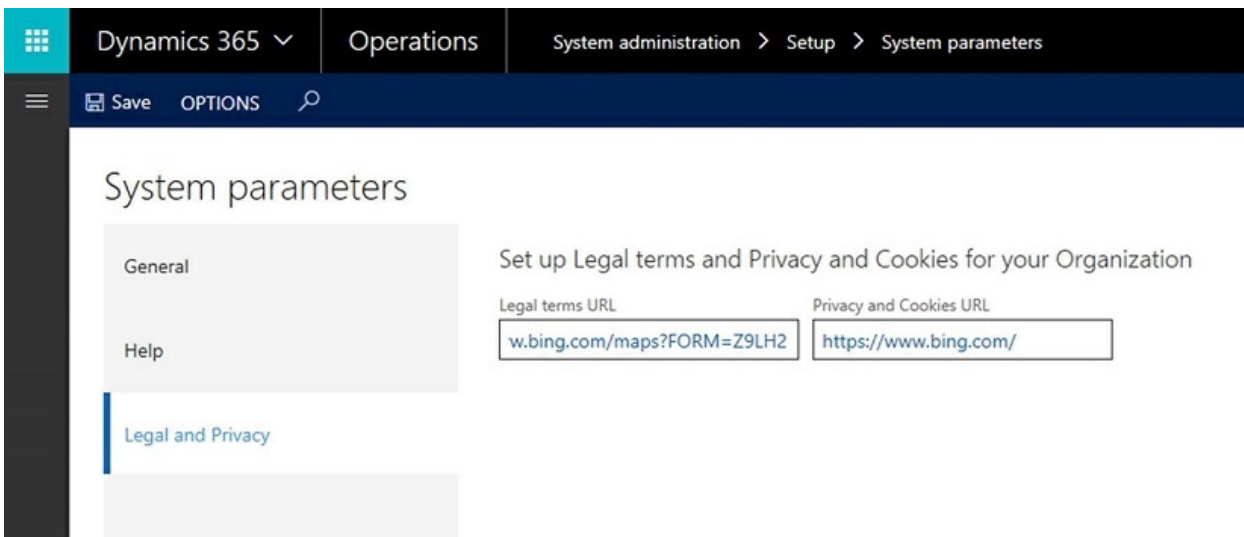 Dynamics 365 Operations System administration > Setup > System parameters
Save OPTIONS
System parameters
General
Help
Legal and Privacy
Set up Legal terms and Privacy and Cookies for your Organization
Legal terms URL Privacy and Cookies URL
w.bing.com/maps?FORM=Z9LH2 https://www.bing.com/